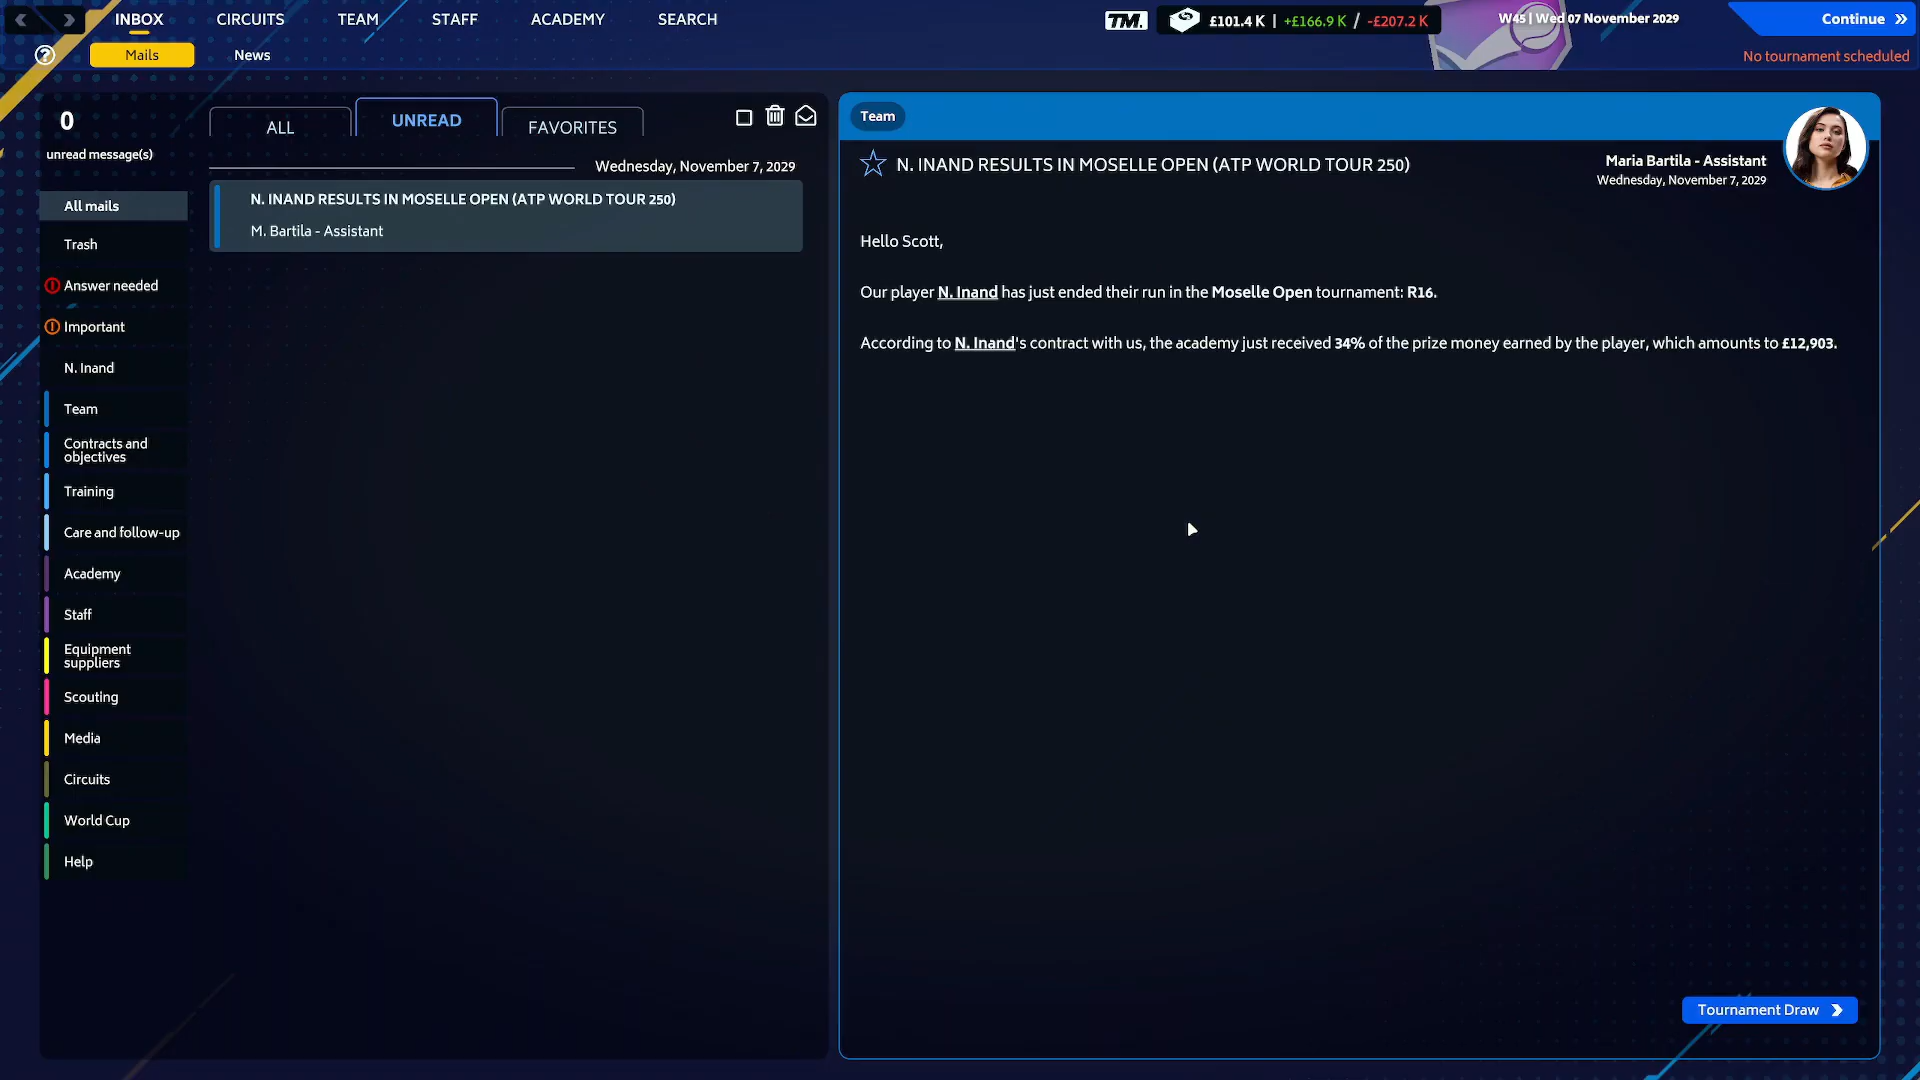 INBOX
CIRCUITS
TEAM
STAFF
ACADEMY
SEARCH
TM.
£101.4 K | +£166.9 K / -£207.2 K
W45 | Wed 07 November 2029
Continue
?
Mails
News
No tournament scheduled
0
unread message(s)
All mails
Trash
Answer needed
Important
N. Inand
Team
Contracts and
objectives
Training
Care and follow-up
Academy
Staff
Equipment
suppliers
Scouting
Media
Circuits
World Cup
Help
ALL
UNREAD
FAVORITES
Wednesday, November 7, 2029
N. INAND RESULTS IN MOSELLE OPEN (ATP WORLD TOUR 250)
M. Bartila - Assistant
Team
N. INAND RESULTS IN MOSELLE OPEN (ATP WORLD TOUR 250)
Maria Bartila - Assistant
Wednesday, November 7, 2029
Hello Scott,
Our player N. Inand has just ended their run in the Moselle Open tournament: R16.
According to N. Inand's contract with us, the academy just received 34% of the prize money earned by the player, which amounts to £12,903.
Tournament Draw